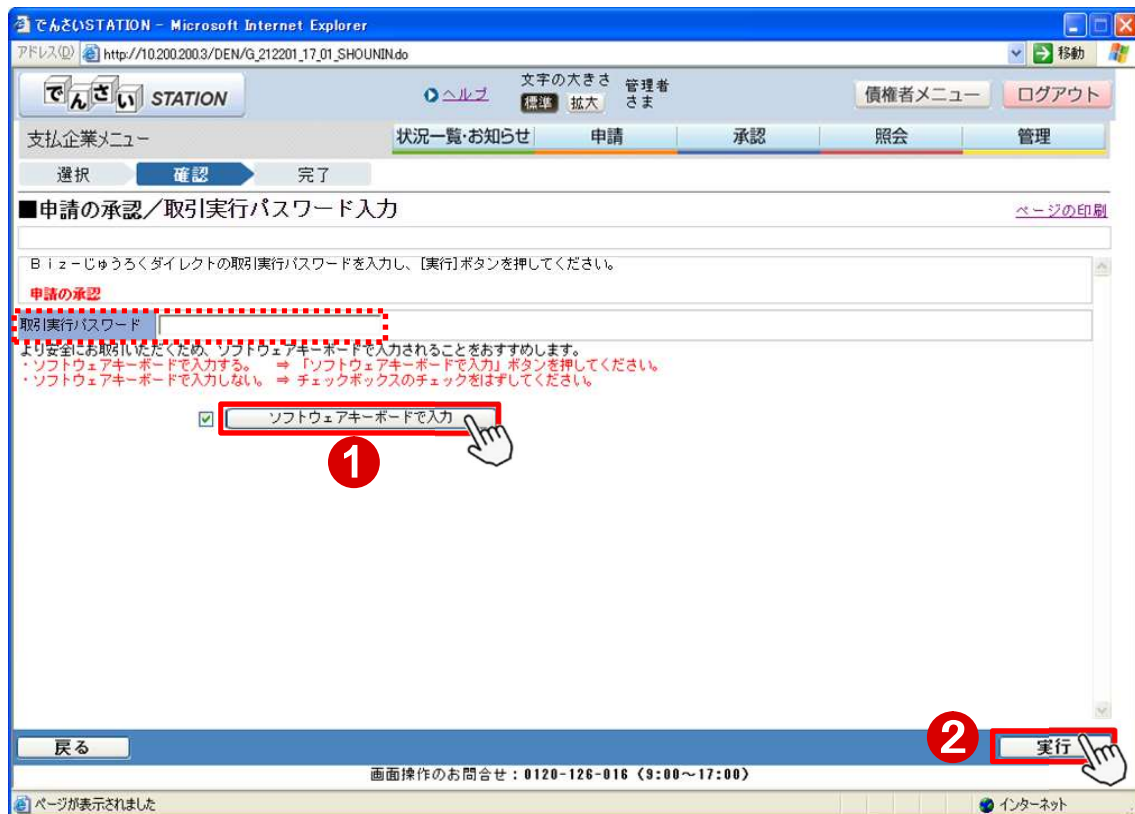 でんさいSTATION - Microsoft Internet Explorer
アドレス(D) http://10.200.200.3/DEN/G_212201_17_01_SHOUNIN.do 移動
でんさい STATION
ヘルプ
文字の大きさ
標準 拡大
管理者
さま
債権者メニュー
ログアウト
支払企業メニュー
状況一覧・お知らせ 申請 承認 照会 管理
選択 確認 完了
■申請の承認/取引実行パスワード入力
ページの印刷
Biz-じゅうろくダイレクトの取引実行パスワードを入力し、[実行]ボタンを押してください。
申請の承認
取引実行パスワード
より安全にお取引いただくため、ソフトウェアキーボードで入力されることをおすすめします。
・ソフトウェアキーボードで入力する。 ⇒ 「ソフトウェアキーボードで入力」ボタンを押してください。
・ソフトウェアキーボードで入力しない。 ⇒ チェックボックスのチェックをはずしてください。
ソフトウェアキーボードで入力
1
戻る
2
実行
画面操作のお問合せ:0120-126-016(9:00~17:00)
ページが表示されました
インターネット